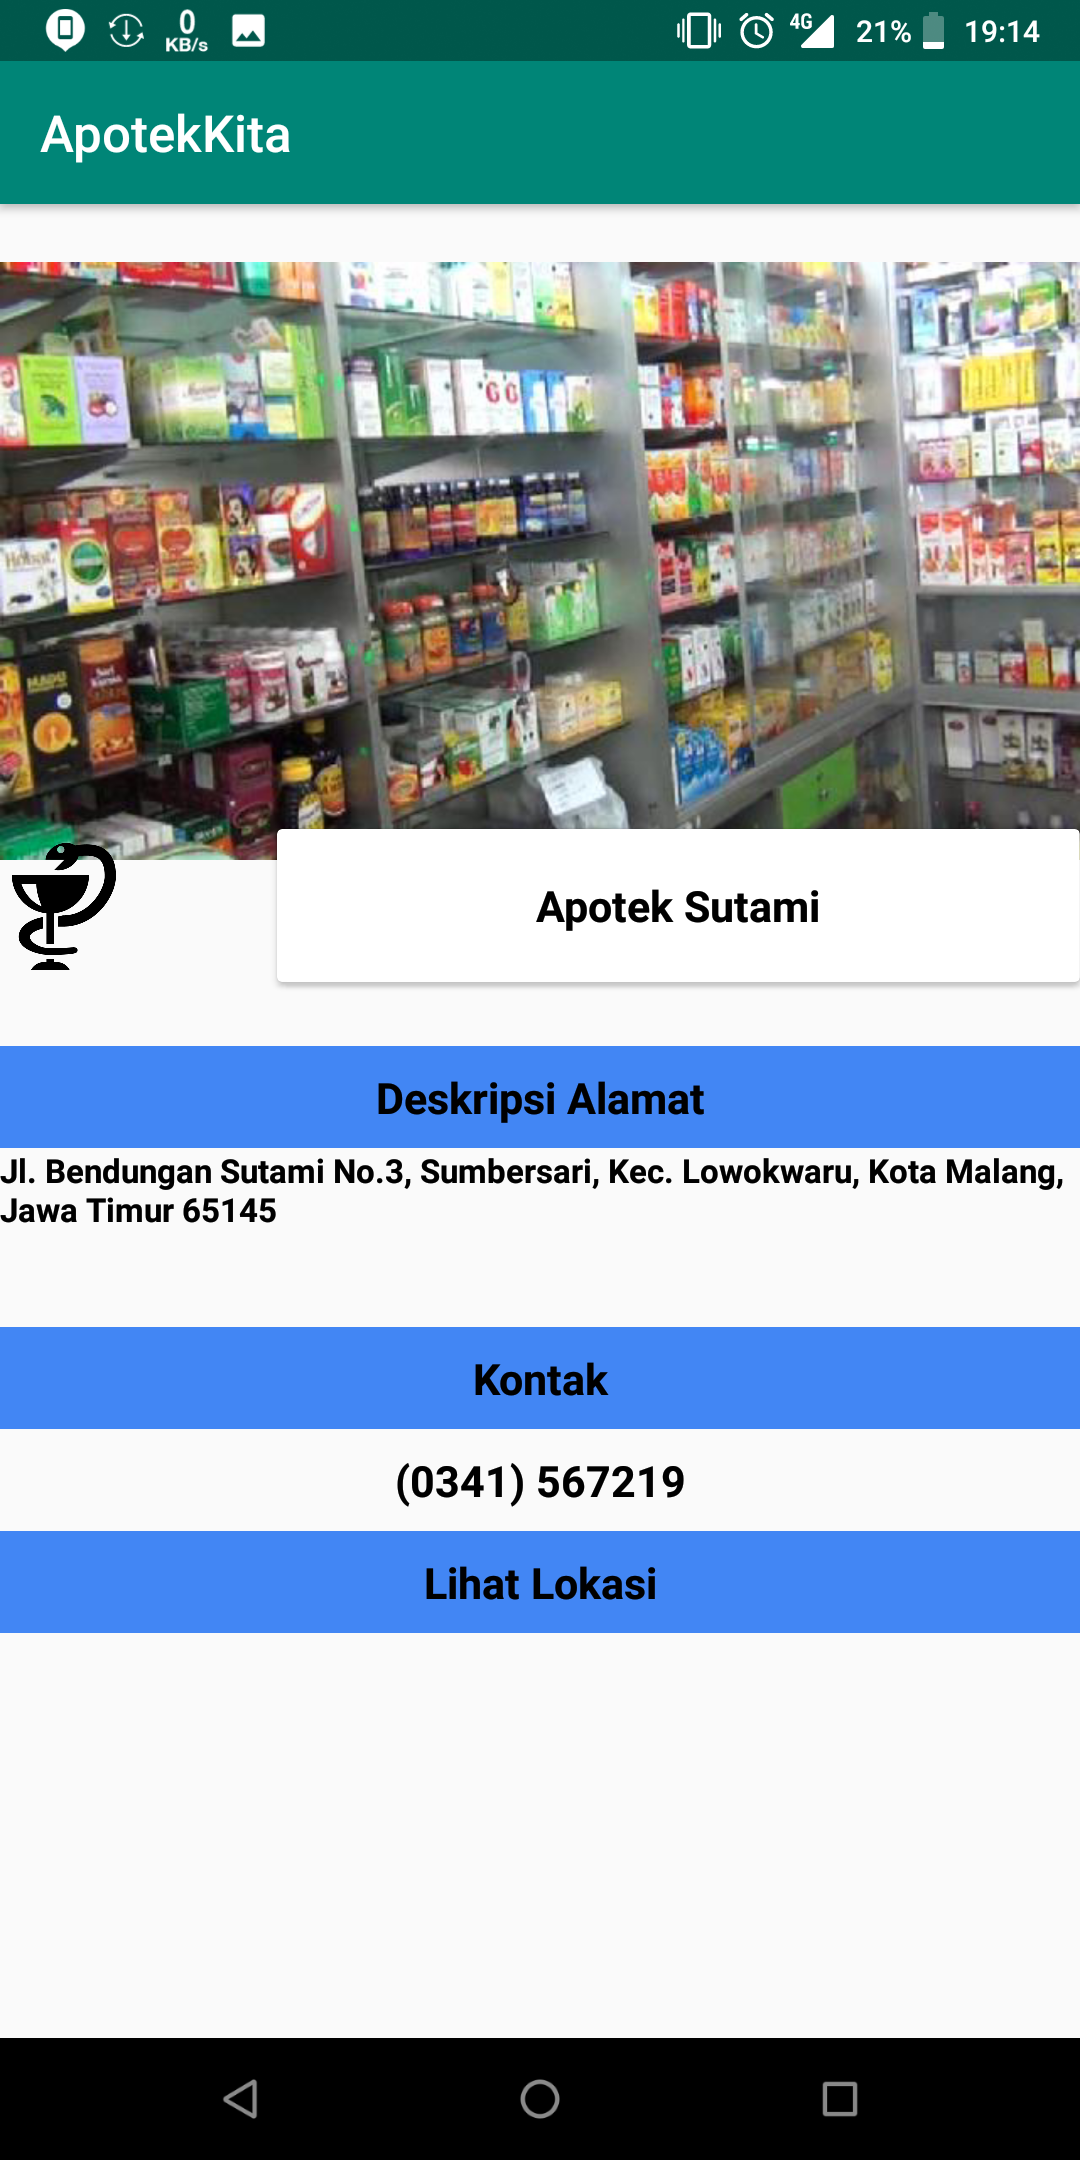 0
KB/s
4G
21%
19:14
ApotekKita
MADU
Apotek Sutami
Deskripsi Alamat
Jl. Bendungan Sutami No.3, Sumbersari, Kec. Lowokwaru, Kota Malang,
Jawa Timur 65145
Kontak
(0341) 567219
Lihat Lokasi